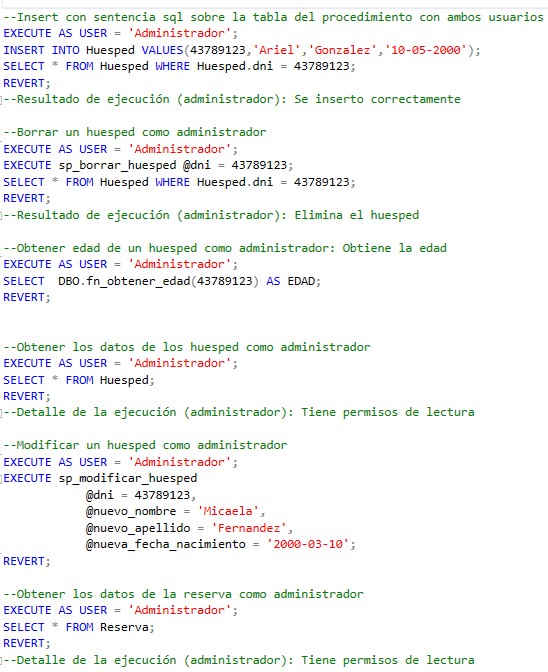 --Insert con sentencia sql sobre la tabla del procedimiento con ambos usuarios
EXECUTE AS USER = 'Administrador';
INSERT INTO Huesped VALUES(43789123,'Ariel','Gonzalez','10-05-2000');
SELECT * FROM Huesped WHERE Huesped.dni = 43789123;
REVERT;
--Resultado de ejecución (administrador): Se inserto correctamente
--Borrar un huesped como administrador
EXECUTE AS USER = 'Administrador';
EXECUTE sp_borrar_huesped @dni = 43789123;
SELECT * FROM Huesped WHERE Huesped.dni = 43789123;
REVERT;
--Resultado de ejecución (administrador): Elimina el huesped
--Obtener edad de un huesped como administrador: Obtiene la edad
EXECUTE AS USER = 'Administrador';
SELECT  DBO.fn_obtener_edad(43789123) AS EDAD;
REVERT;
--Obtener los datos de los huesped como administrador
EXECUTE AS USER = 'Administrador';
SELECT * FROM Huesped;
REVERT;
--Detalle de la ejecución (administrador): Tiene permisos de lectura
--Modificar un huesped como administrador
EXECUTE AS USER = 'Administrador';
EXECUTE sp_modificar_huesped
@dni = 43789123,
@nuevo_nombre = 'Micaela',
@nuevo_apellido = 'Fernandez',
@nueva_fecha_nacimiento = '2000-03-10';
REVERT;
--Obtener los datos de la reserva como administrador
EXECUTE AS USER = 'Administrador';
SELECT * FROM Reserva;
REVERT;
--Detalle de la ejecución (administrador): Tiene permisos de lectura